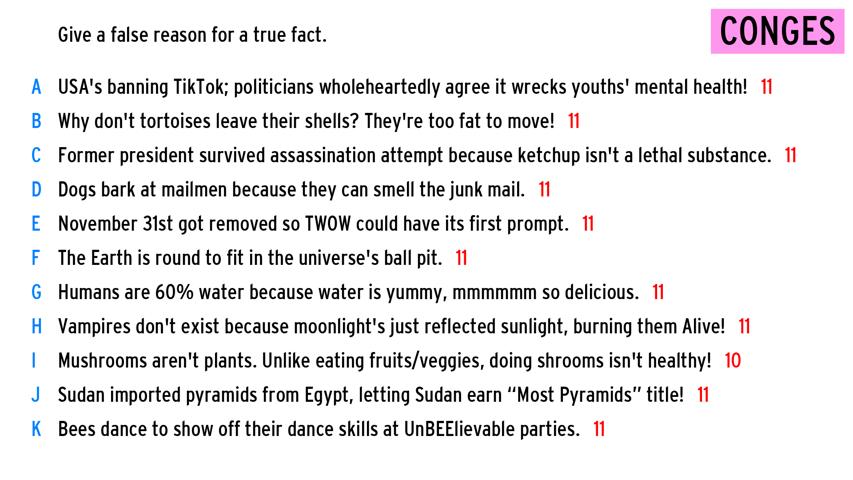 Give a false reason for a true fact.
CONGES
A USA's banning TikTok; politicians wholeheartedly agree it wrecks youths' mental health! 11
B Why don't tortoises leave their shells? They're too fat to move! 11
C Former president survived assassination attempt because ketchup isn't a lethal substance. 11
D Dogs bark at mailmen because they can smell the junk mail. 11
E November 31st got removed so TWOW could have its first prompt. 11
F The Earth is round to fit in the universe's ball pit. 11
G Humans are 60% water because water is yummy, mmmmmm so delicious. 11
H Vampires don't exist because moonlight's just reflected sunlight, burning them Alive! 11
I Mushrooms aren't plants. Unlike eating fruits/veggies, doing shrooms isn't healthy! 10
J Sudan imported pyramids from Egypt, letting Sudan earn “Most Pyramids” title! 11
K Bees dance to show off their dance skills at UnBEElievable parties. 11